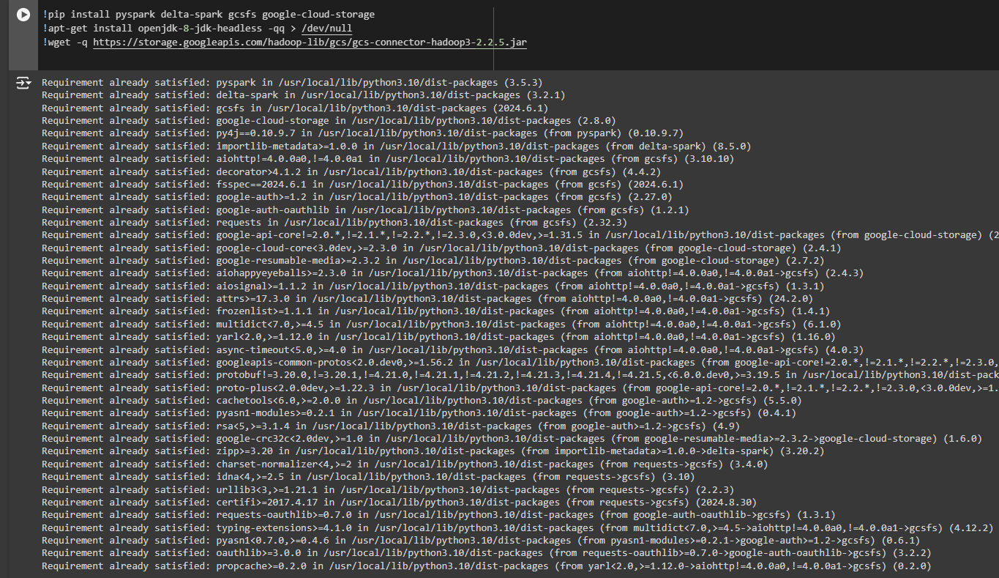 !pip install pyspark delta-spark gcsfs google-cloud-storage
!apt-get install openjdk-8-jdk-headless -qq > /dev/null
!wget -q https://storage.googleapis.com/hadoop-lib/gcs/gcs-connector-hadoop3-2.2.5.jar
Requirement already satisfied: pyspark in /usr/local/lib/python3.10/dist-packages (3.5.3)
Requirement already satisfied: delta-spark in /usr/local/lib/python3.10/dist-packages (3.2.1)
Requirement already satisfied: gcsfs in /usr/local/lib/python3.10/dist-packages (2024.6.1)
Requirement already satisfied: google-cloud-storage in /usr/local/lib/python3.10/dist-packages (2.8.0)
Requirement already satisfied: py4j==0.10.9.7 in /usr/local/lib/python3.10/dist-packages (from pyspark) (0.10.9.7)
Requirement already satisfied: importlib-metadata>=1.0.0 in /usr/local/lib/python3.10/dist-packages (from delta-spark) (8.5.0)
Requirement already satisfied: aiohttp!=4.0.0a0,!=4.0.0a1 in /usr/local/lib/python3.10/dist-packages (from gcsfs) (3.10.10)
Requirement already satisfied: decorator>4.1.2 in /usr/local/lib/python3.10/dist-packages (from gcsfs) (4.4.2)
Requirement already satisfied: fsspec==2024.6.1 in /usr/local/lib/python3.10/dist-packages (from gcsfs) (2024.6.1)
Requirement already satisfied: google-auth>=1.2 in /usr/local/lib/python3.10/dist-packages (from gcsfs) (2.27.0)
Requirement already satisfied: google-auth-oauthlib in /usr/local/lib/python3.10/dist-packages (from gcsfs) (1.2.1)
Requirement already satisfied: requests in /usr/local/lib/python3.10/dist-packages (from gcsfs) (2.32.3)
Requirement already satisfied: google-api-core!=2.0.*,!=2.1.*,!=2.2.*,!=2.3.0,<3.0.0dev,>=1.31.5 in /usr/local/lib/python3.10/dist-packages (from google-cloud-storage) (2
Requirement already satisfied: google-cloud-core<3.0dev,>=2.3.0 in /usr/local/lib/python3.10/dist-packages (from google-cloud-storage) (2.4.1)
Requirement already satisfied: google-resumable-media>=2.3.2 in /usr/local/lib/python3.10/dist-packages (from google-cloud-storage) (2.7.2)
Requirement already satisfied: aiohappyeyeballs>=2.3.0 in /usr/local/lib/python3.10/dist-packages (from aiohttp!=4.0.0a0,!=4.0.0a1->gcsfs) (2.4.3)
Requirement already satisfied: aiosignal>=1.1.2 in /usr/local/lib/python3.10/dist-packages (from aiohttp!=4.0.0a0,!=4.0.0a1->gcsfs) (1.3.1)
Requirement already satisfied: attrs>=17.3.0 in /usr/local/lib/python3.10/dist-packages (from aiohttp!=4.0.0a0,!=4.0.0a1->gcsfs) (24.2.0)
Requirement already satisfied: frozenlist>=1.1.1 in /usr/local/lib/python3.10/dist-packages (from aiohttp!=4.0.0a0,!=4.0.0a1->gcsfs) (1.4.1)
Requirement already satisfied: multidict<7.0,>=4.5 in /usr/local/lib/python3.10/dist-packages (from aiohttp!=4.0.0a0,!=4.0.0a1->gcsfs) (6.1.0)
Requirement already satisfied: yarl<2.0,>=1.12.0 in /usr/local/lib/python3.10/dist-packages (from aiohttp!=4.0.0a0,!=4.0.0a1->gcsfs) (1.16.0)
Requirement already satisfied: async-timeout<5.0,>=4.0 in /usr/local/lib/python3.10/dist-packages (from aiohttp!=4.0.0a0,!=4.0.0a1->gcsfs) (4.0.3)
Requirement already satisfied: googleapis-common-protos<2.0.dev0,>=1.56.2 in /usr/local/lib/python3.10/dist-packages (from google-api-core!=2.0.*,!=2.1.*,!=2.2.*,!=2.3.0,
Requirement already satisfied: protobuf!=3.20.0,!=3.20.1,!=4.21.0,!=4.21.1,!=4.21.2,!=4.21.3,!=4.21.4,!=4.21.5,<6.0.0.dev0,>=3.19.5 in /usr/local/lib/python3.10/dist-pack
Requirement already satisfied: proto-plus<2.0.0dev,>=1.22.3 in /usr/local/lib/python3.10/dist-packages (from google-api-core!=2.0.*,!=2.1.*,!=2.2.*,!=2.3.0,<3.0.0dev,>=1.
Requirement already satisfied: cachetools<6.0,>=2.0.0 in /usr/local/lib/python3.10/dist-packages (from google-auth>=1.2->gcsfs) (5.5.0)
Requirement already satisfied: pyasn1-modules>=0.2.1 in /usr/local/lib/python3.10/dist-packages (from google-auth>=1.2->gcsfs) (0.4.1)
Requirement already satisfied: rsa<5,>=3.1.4 in /usr/local/lib/python3.10/dist-packages (from google-auth>=1.2->gcsfs) (4.9)
Requirement already satisfied: google-crc32c<2.0dev,>=1.0 in /usr/local/lib/python3.10/dist-packages (from google-resumable-media>=2.3.2->google-cloud-storage) (1.6.0)
Requirement already satisfied: zipp>=3.20 in /usr/local/lib/python3.10/dist-packages (from importlib-metadata>=1.0.0->delta-spark) (3.20.2)
Requirement already satisfied: charset-normalizer<4,>=2 in /usr/local/lib/python3.10/dist-packages (from requests->gcsfs) (3.4.0)
Requirement already satisfied: idna<4,>=2.5 in /usr/local/lib/python3.10/dist-packages (from requests->gcsfs) (3.10)
Requirement already satisfied: urllib3<3,>=1.21.1 in /usr/local/lib/python3.10/dist-packages (from requests->gcsfs) (2.2.3)
Requirement already satisfied: certifi>=2017.4.17 in /usr/local/lib/python3.10/dist-packages (from requests->gcsfs) (2024.8.30)
Requirement already satisfied: requests-oauthlib>=0.7.0 in /usr/local/lib/python3.10/dist-packages (from google-auth-oauthlib->gcsfs) (1.3.1)
Requirement already satisfied: typing-extensions>=4.1.0 in /usr/local/lib/python3.10/dist-packages (from multidict<7.0,>=4.5->aiohttp!=4.0.0a0,!=4.0.0a1->gcsfs) (4.12.2)
Requirement already satisfied: pyasn1<0.7.0,>=0.4.6 in /usr/local/lib/python3.10/dist-packages (from pyasn1-modules>=0.2.1->google-auth>=1.2->gcsfs) (0.6.1)
Requirement already satisfied: oauthlib>=3.0.0 in /usr/local/lib/python3.10/dist-packages (from requests-oauthlib>=0.7.0->google-auth-oauthlib->gcsfs) (3.2.2)
Requirement already satisfied: propcache>=0.2.0 in /usr/local/lib/python3.10/dist-packages (from yarl<2.0,>=1.12.0->aiohttp!=4.0.0a0,!=4.0.0a1->gcsfs) (0.2.0)